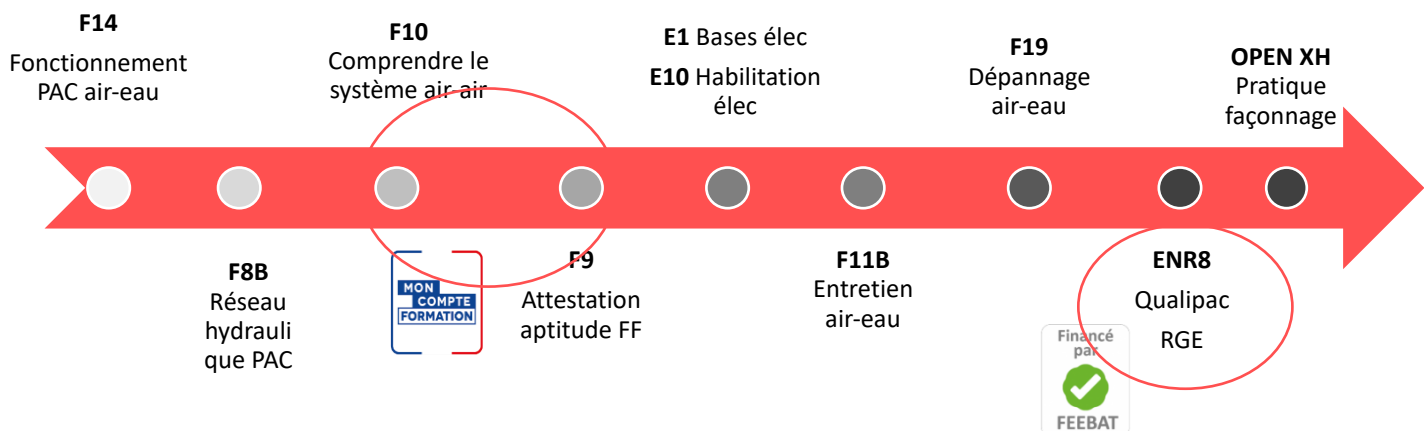 F14
Fonctionnement
PAC air-eau
F10
Comprendre le
système air-air
E1 Bases élec
E10 Habilitation
élec
F19
Dépannage
air-eau
OPEN XH
Pratique
façonnage
F8B
Réseau
hydrauli
que PAC
MON
COMPTE
FORMATION
F9
Attestation
aptitude FF
F11B
Entretien
air-eau
ENR8
Qualipac
RGE
Financé
par
FEEBAT